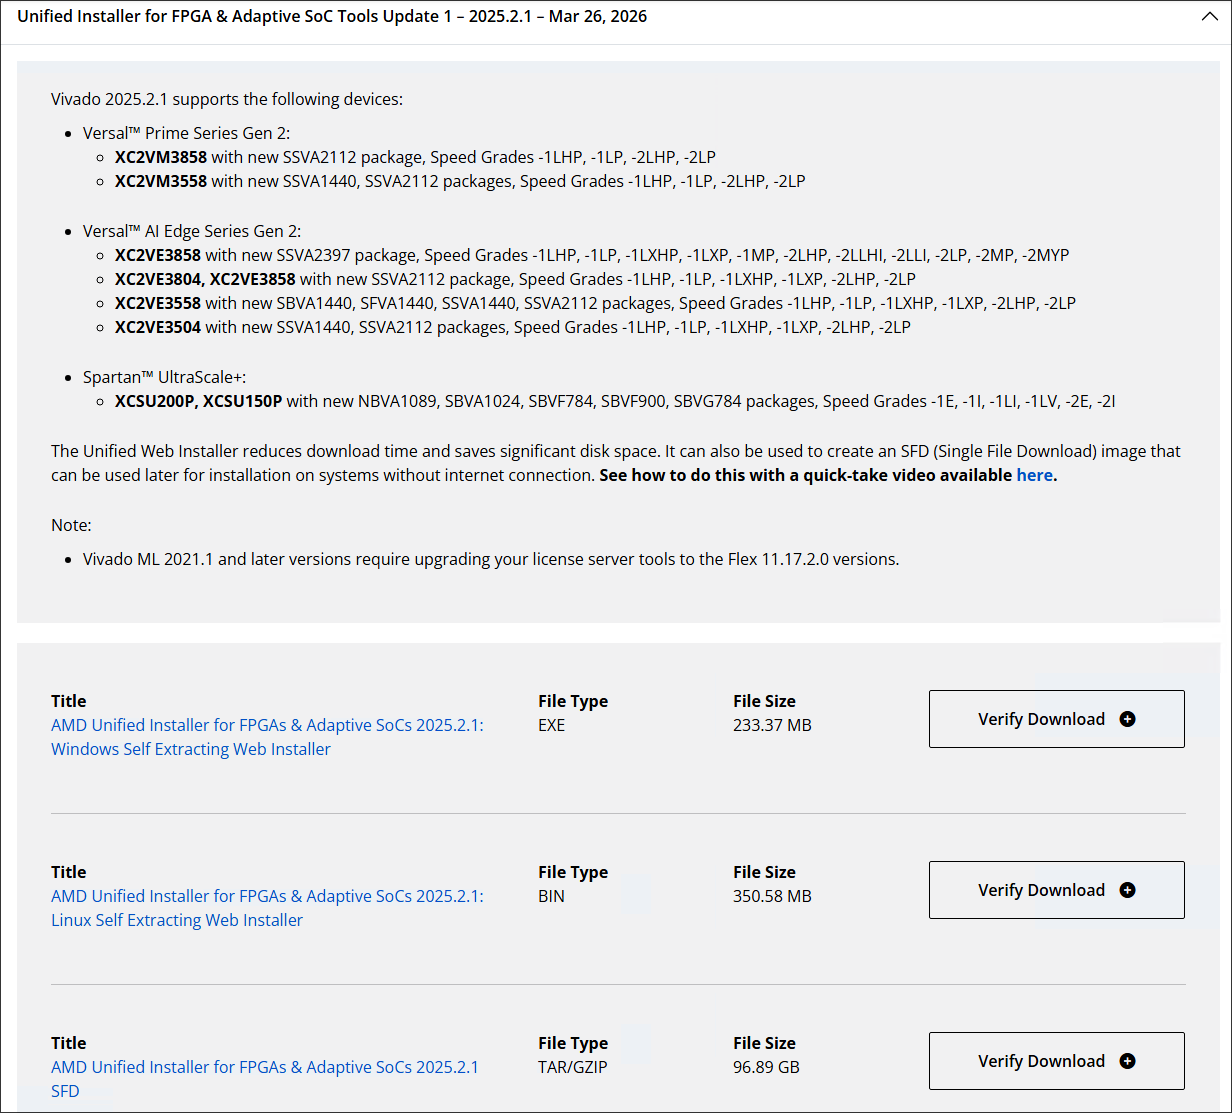 Unified Installer for FPGA & Adaptive SoC Tools Update 1 – 2025.2.1 – Mar 26, 2026
Vivado 2025.2.1 supports the following devices:
Versal™ Prime Series Gen 2:
XC2VM3858 with new SSVA2112 package, Speed Grades -1LHP, -1LP, -2LHP, -2LP
XC2VM3558 with new SSVA1440, SSVA2112 packages, Speed Grades -1LHP, -1LP, -2LHP, -2LP
Versal™ AI Edge Series Gen 2:
XC2VE3858 with new SSVA2397 package, Speed Grades -1LHP, -1LP, -1LXHP, -1LXP, -1MP, -2LHP, -2LLHI, -2LLI, -2LP, -2MP, -2MYP
XC2VE3804, XC2VE3858 with new SSVA2112 package, Speed Grades -1LHP, -1LP, -1LXHP, -1LXP, -2LHP, -2LP
XC2VE3558 with new SBVA1440, SFVA1440, SSVA1440, SSVA2112 packages, Speed Grades -1LHP, -1LP, -1LXHP, -1LXP, -2LHP, -2LP
XC2VE3504 with new SSVA1440, SSVA2112 packages, Speed Grades -1LHP, -1LP, -1LXHP, -1LXP, -2LHP, -2LP
Spartan™ UltraScale+:
XCSU200P, XCSU150P with new NBVA1089, SBVA1024, SBVF784, SBVF900, SBVG784 packages, Speed Grades -1E, -1I, -1LI, -1LV, -2E, -2I
The Unified Web Installer reduces download time and saves significant disk space. It can also be used to create an SFD (Single File Download) image that
can be used later for installation on systems without internet connection. See how to do this with a quick-take video available here.
Note:
Vivado ML 2021.1 and later versions require upgrading your license server tools to the Flex 11.17.2.0 versions.
Title File Type File Size
AMD Unified Installer for FPGAs & Adaptive SoCs 2025.2.1: EXE 233.37 MB Verify Download
Windows Self Extracting Web Installer
Title File Type File Size
AMD Unified Installer for FPGAs & Adaptive SoCs 2025.2.1: BIN 350.58 MB Verify Download
Linux Self Extracting Web Installer
Title File Type File Size
AMD Unified Installer for FPGAs & Adaptive SoCs 2025.2.1 TAR/GZIP 96.89 GB Verify Download
SFD